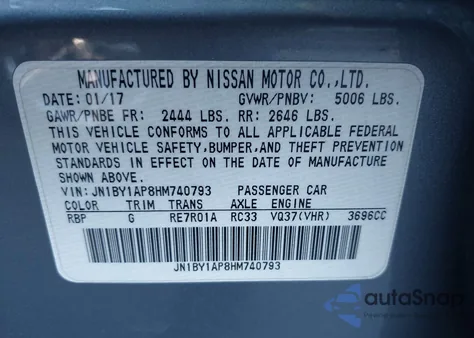 MANUFACTURED BY NISSAN MOTOR CO.,LTD.
DATE: 01/17 GVWR/PNBV: 5006 LBS.
GAWR/PNBE FR: 2444 LBS. RR: 2646 LBS.
THIS VEHICLE CONFORMS TO ALL APPLICABLE FEDERAL
MOTOR VEHICLE SAFETY, BUMPER, AND THEFT PREVENTION
STANDARDS IN EFFECT ON THE DATE OF MANUFACTURE
SHOWN ABOVE.
VIN: JN1BY1AP8HM740793 PASSENGER CAR
COLOR TRIM TRANS AXLE ENGINE
RBP G RE7R01A RC33 VQ37(VHR) 3696CC
JN1BY1AP8HM740793
autoSnap